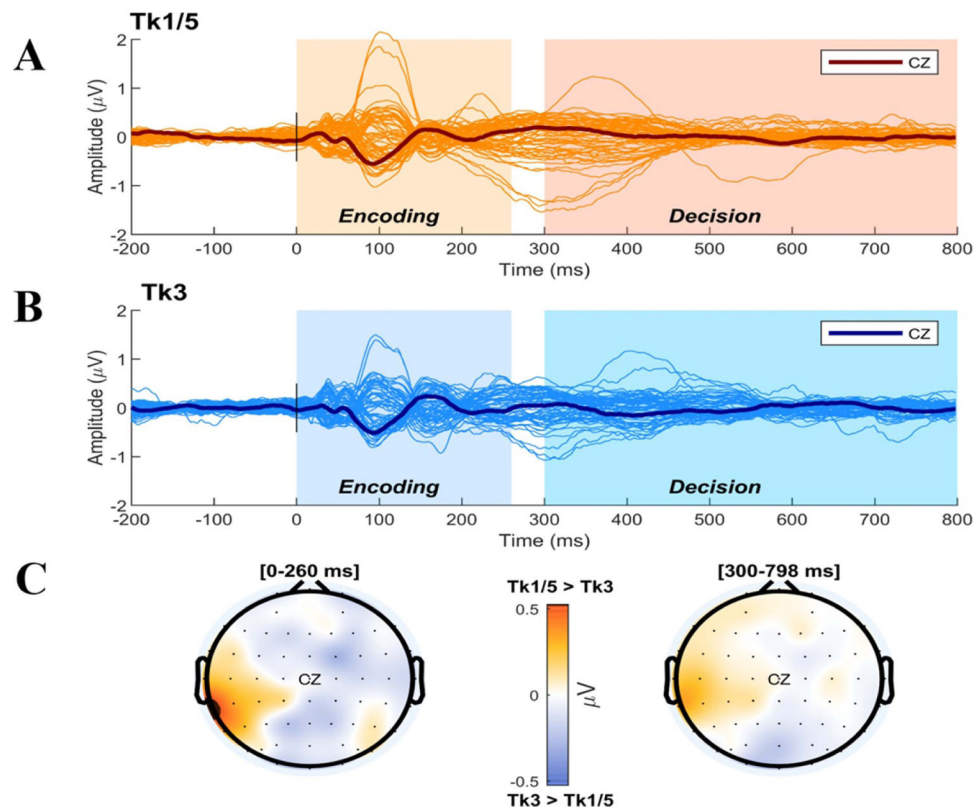 A
Tk1/5
Amplitude (μV)
2
1
0
-1
-2
CZ
Encoding
Decision
-200 -100 0 100 200 300 400 500 600 700 800
Time (ms)
B
Tk3
Amplitude (μV)
2
1
0
-1
-2
CZ
Encoding
Decision
-200 -100 0 100 200 300 400 500 600 700 800
Time (ms)
C
[0-260 ms]
CZ
Tk1/5 > Tk3
0.5
0
-0.5
μV
Tk3 > Tk1/5
[300-798 ms]
CZ